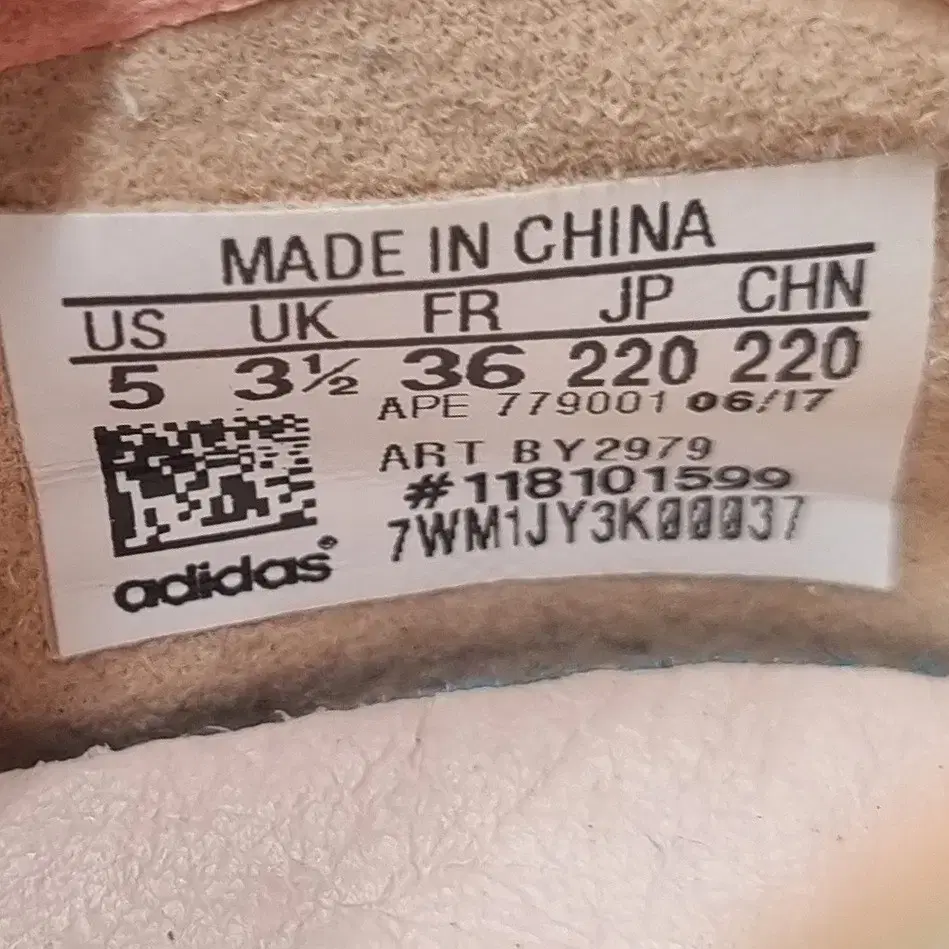 MADE IN CHINA
US UK FR JP CHN
5 3½ 36 220 220
APE 779001 06/17
ART BY2979
#118101599
7WM1JY3K00037
adidas®